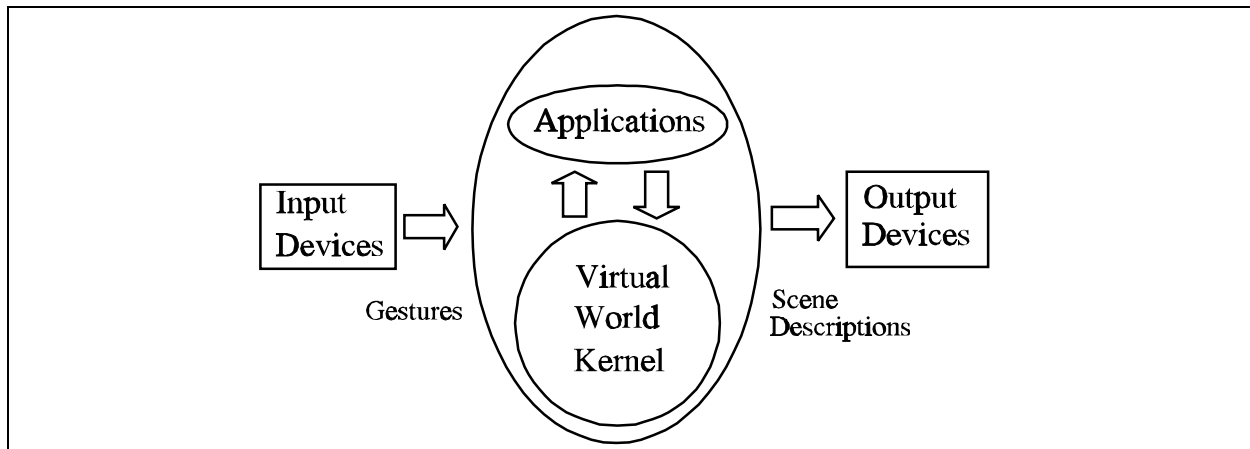 Applications
Input
Devices
Output
Devices
Virtual
World
Kernel
Gestures
Scene
Descriptions